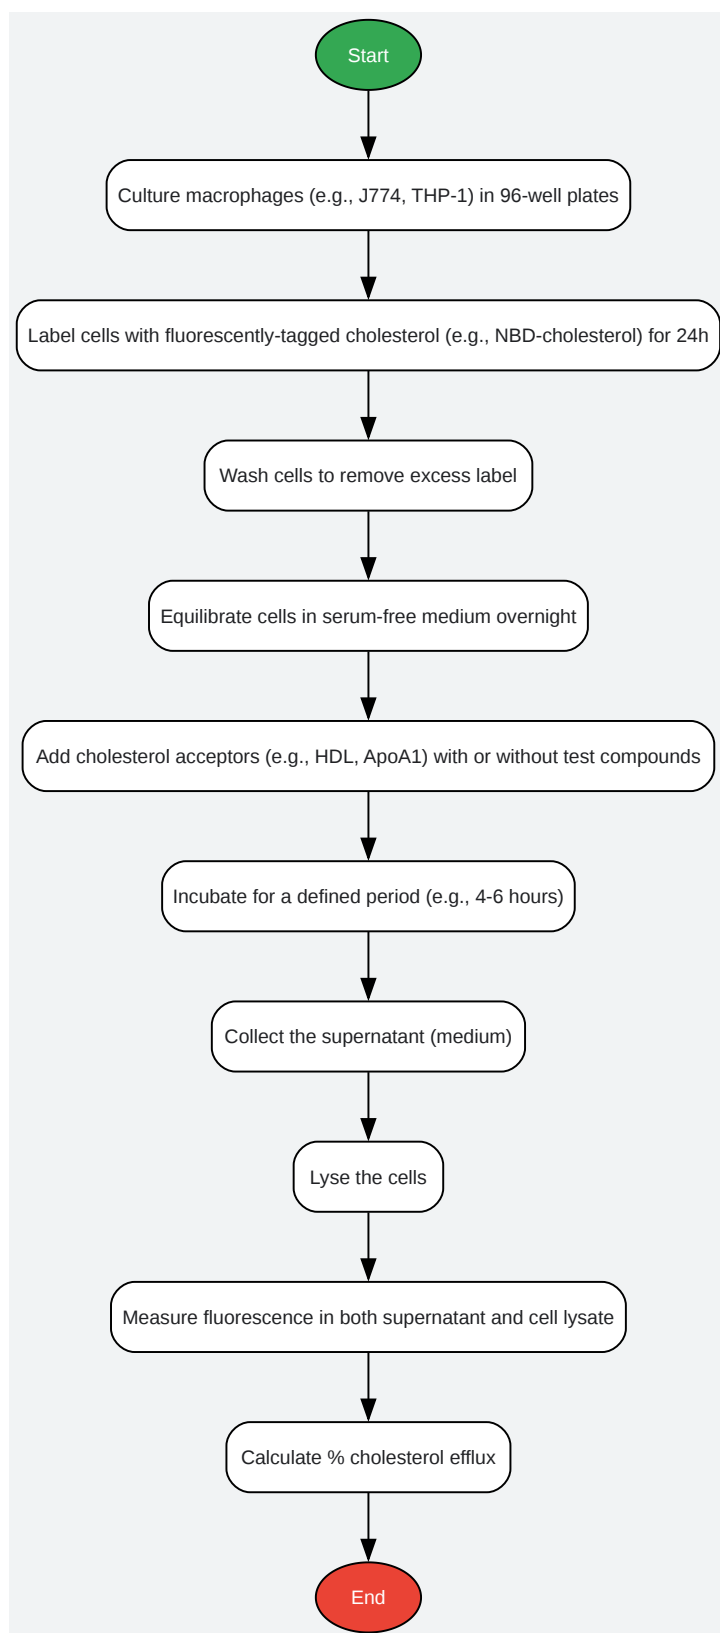 Start
Culture macrophages (e.g., J774, THP-1) in 96-well plates
Label cells with fluorescently-tagged cholesterol (e.g., NBD-cholesterol) for 24h
Wash cells to remove excess label
Equilibrate cells in serum-free medium overnight
Add cholesterol acceptors (e.g., HDL, ApoA1) with or without test compounds
Incubate for a defined period (e.g., 4-6 hours)
Collect the supernatant (medium)
Lyse the cells
Measure fluorescence in both supernatant and cell lysate
Calculate % cholesterol efflux
End